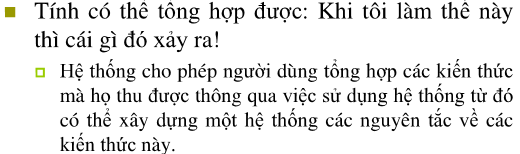 Tính có thể tông hợp được: Khi tôi làm thế này
thì cái gì đó xảy ra!
Hệ thống cho phép người dùng tổng hợp các kiến thức
mà họ thu được thông qua việc sử dụng hệ thống từ đó
có thể xây dựng một hệ thống các nguyên tắc về các
kiến thức này.